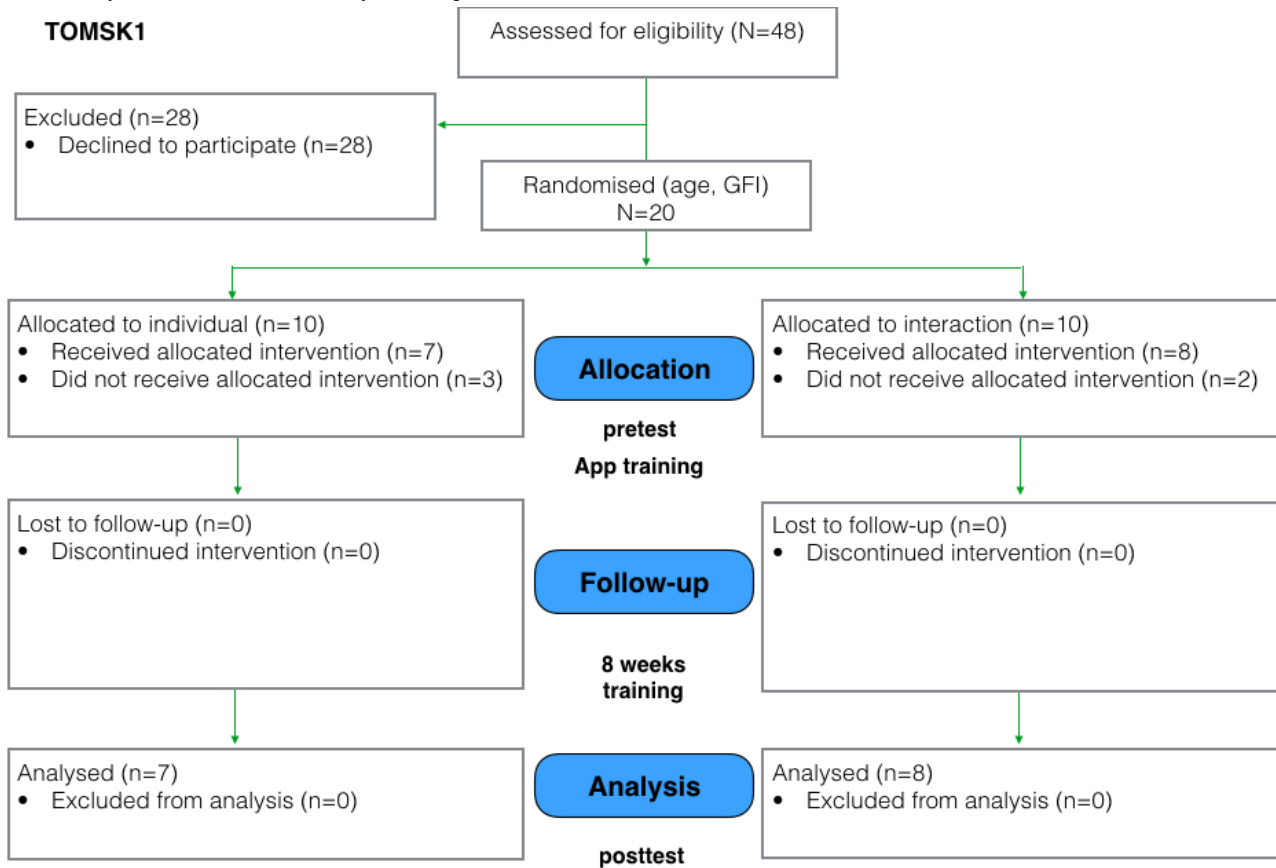 TOMSK1
Assessed for eligibility (N=48)
Excluded (n=28)
• Declined to participate (n=28)
Randomised (age, GFI)
N=20
Allocated to individual (n=10)
• Received allocated intervention (n=7)
• Did not receive allocated intervention (n=3)
Allocation
pretest
App training
Allocated to interaction (n=10)
• Received allocated intervention (n=8)
• Did not receive allocated intervention (n=2)
Lost to follow-up (n=0)
• Discontinued intervention (n=0)
Follow-up
8 weeks
training
Lost to follow-up (n=0)
• Discontinued intervention (n=0)
Analysed (n=7)
• Excluded from analysis (n=0)
Analysis
posttest
Analysed (n=8)
• Excluded from analysis (n=0)